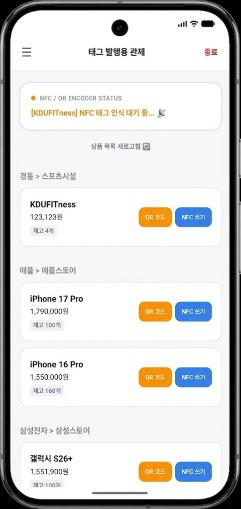 태그 발행용 관제
종료
NFC / QR ENCODER STATUS
[KDUFITness] NFC 태그 인식 대기 중...
상품 목록 새로고침
경동 > 스포츠시설
KDUFITness
123,123원
재고 4개
QR 코드
NFC 쓰기
애플 > 애플스토어
iPhone 17 Pro
1,790,000원
재고 100개
QR 코드
NFC 쓰기
iPhone 16 Pro
1,550,000원
재고 160개
QR 코드
NFC 쓰기
삼성전자 > 삼성스토어
갤럭시 S26+
1,551,900원
재고 100개
QR 코드
NFC 쓰기